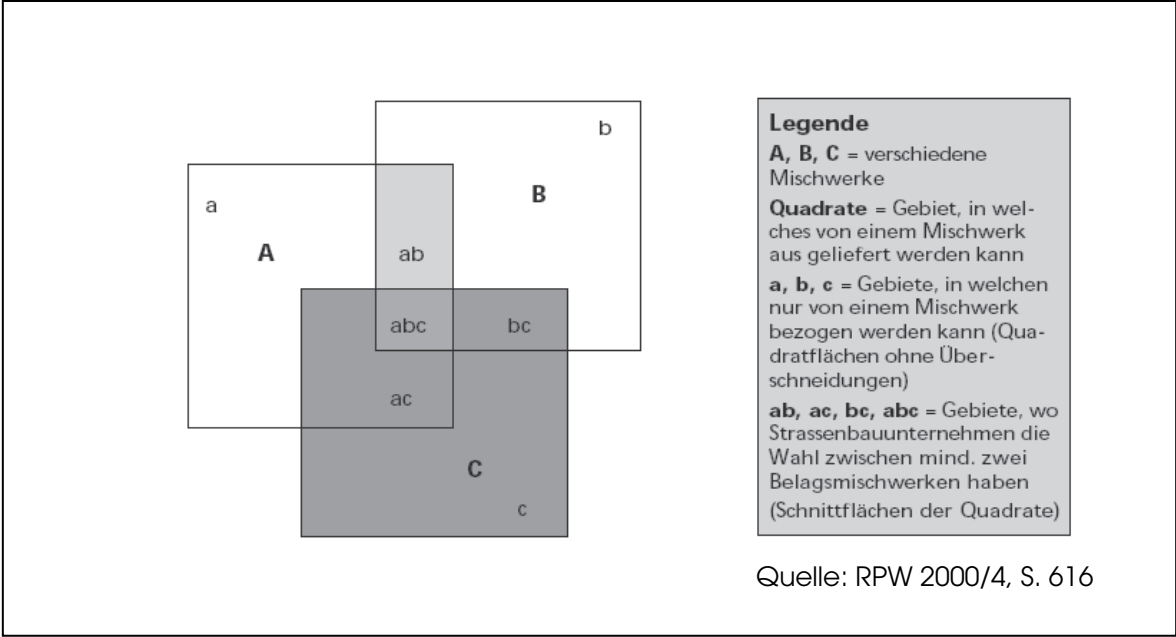 b
B
a
A
ab
abc
bc
ac
C
c
Legende
A, B, C = verschiedene
Mischwerke
Quadrate = Gebiet, in wel-
ches von einem Mischwerk
aus geliefert werden kann
a, b, c = Gebiete, in welchen
nur von einem Mischwerk
bezogen werden kann (Qua-
dratflächen ohne Über-
schneidungen)
ab, ac, bc, abc = Gebiete, wo
Strassenbauunternehmen die
Wahl zwischen mind. zwei
Belagsmischwerken haben
(Schnittflächen der Quadrate)
Quelle: RPW 2000/4, S. 616